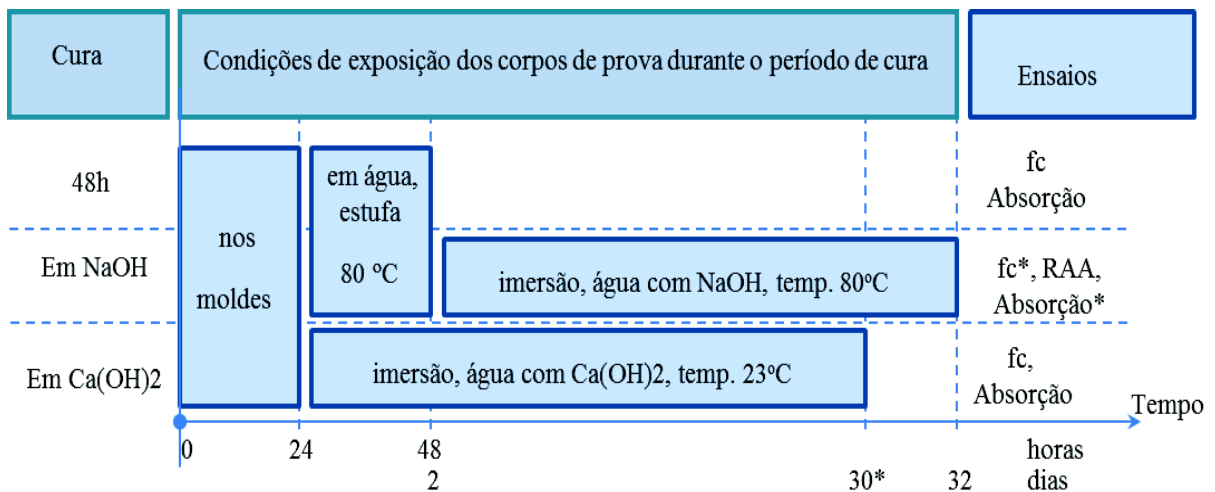 Cura
Condições de exposição dos corpos de prova durante o período de cura
Ensaios
48h
nos
moldes
em água,
estufa
80 ºC
fc
Absorção
Em NaOH
imersão, água com NaOH, temp. 80ºC
fc*, RAA,
Absorção*
Em Ca(OH)2
imersão, água com Ca(OH)2, temp. 23ºC
fc,
Absorção
Tempo
0 24 48 horas
2 30* 32 dias